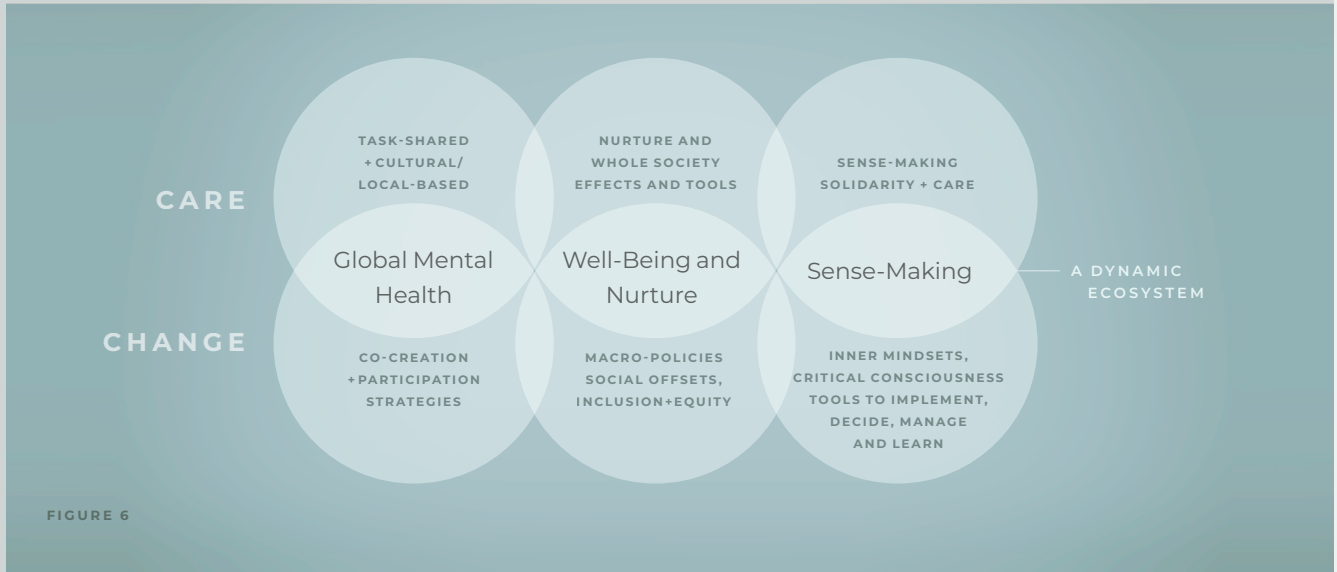 TASK-SHARED
+ CULTURAL/
LOCAL-BASED
NURTURE AND
WHOLE SOCIETY
EFFECTS AND TOOLS
SENSE-MAKING
SOLIDARITY + CARE
CARE
Global Mental
Health
Well-Being and
Nurture
Sense-Making
A DYNAMIC
ECOSYSTEM
CHANGE
CO-CREATION
+PARTICIPATION
STRATEGIES
MACRO-POLICIES
SOCIAL OFFSETS,
INCLUSION+EQUITY
INNER MINDSETS,
CRITICAL CONSCIOUSNESS
TOOLS TO IMPLEMENT,
DECIDE, MANAGE
AND LEARN
FIGURE 6